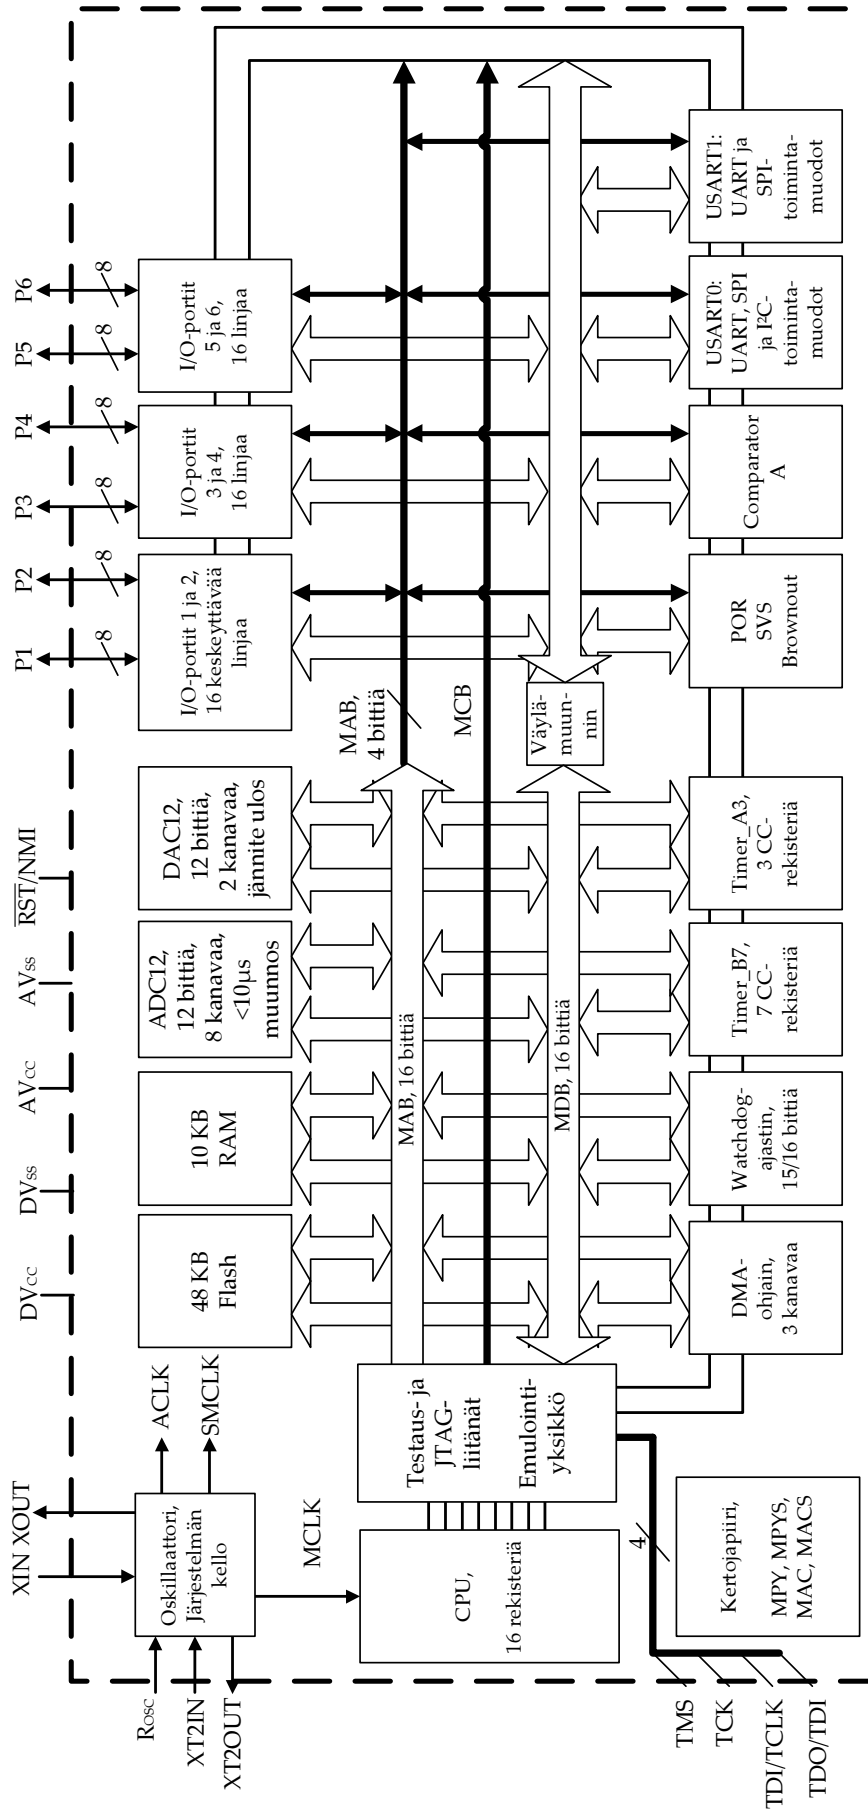 XIN XOUT
DVcc
DVss
AVcc
AVss
RST/NMI
P1
P2
P3
P4
P5
P6
8
8
8
8
8
8
Rosc
XT2IN
XT2OUT
Oskillaattori,
Järjestelmän
kello
ACLK
SMCLK
MCLK
48 KB
Flash
10 KB
RAM
ADC12,
12 bittiä,
8 kanavaa,
<10µs
muunnos
DAC12,
12 bittiä,
2 kanavaa,
jännite ulos
I/O-portit 1 ja 2,
16 keskeyttävää
linjaa
I/O-portit
3 ja 4,
16 linjaa
I/O-portit
5 ja 6,
16 linjaa
CPU,
16 rekisteriä
Testaus- ja
JTAG-
liitänät
Emulointi-
yksikkö
MAB, 16 bittiä
MAB,
4 bittiä
MCB
MDB, 16 bittiä
Väylä-
muun-
nin
4
TMS
TCK
TDI/TCLK
TDO/TDI
Kertojapiiri,
MPY, MPYS,
MAC, MACS
DMA-
ohjain,
3 kanavaa
Watchdog-
ajastin,
15/16 bittiä
Timer_B7,
7 CC-
rekisteriä
Timer_A3,
3 CC-
rekisteriä
POR
SVS
Brownout
Comparator
A
USART0:
UART, SPI
ja I²C-
toiminta-
muodot
USART1:
UART ja
SPI-
toiminta-
muodot